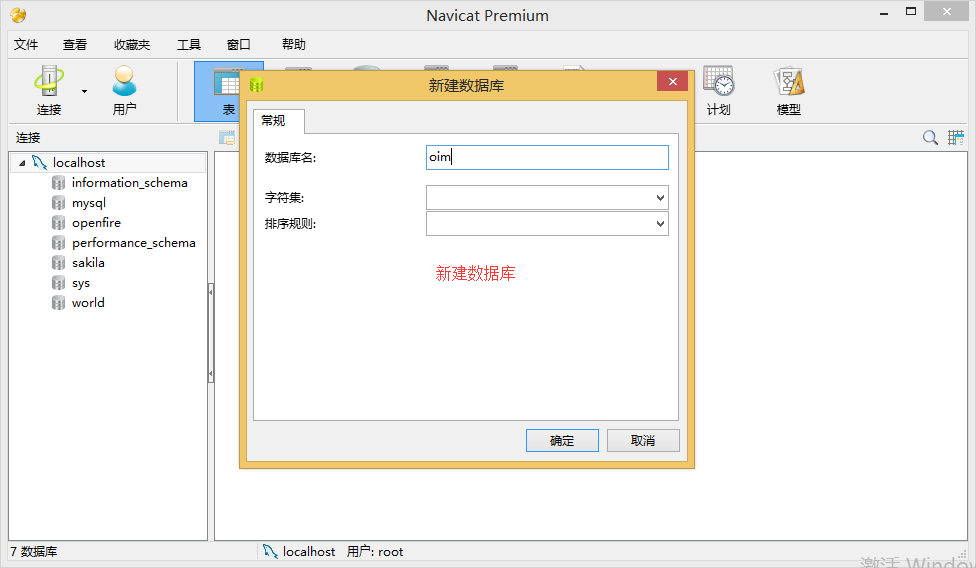 Navicat Premium
文件 查看 收藏夹 工具 窗口 帮助
连接 用户 表 计划 模型
连接
localhost
information_schema
mysql
openfire
performance_schema
sakila
sys
world
新建数据库
常规
数据库名: oim
字符集:
排序规则:
新建数据库
确定 取消
7 数据库 localhost 用户: root
激活 Window